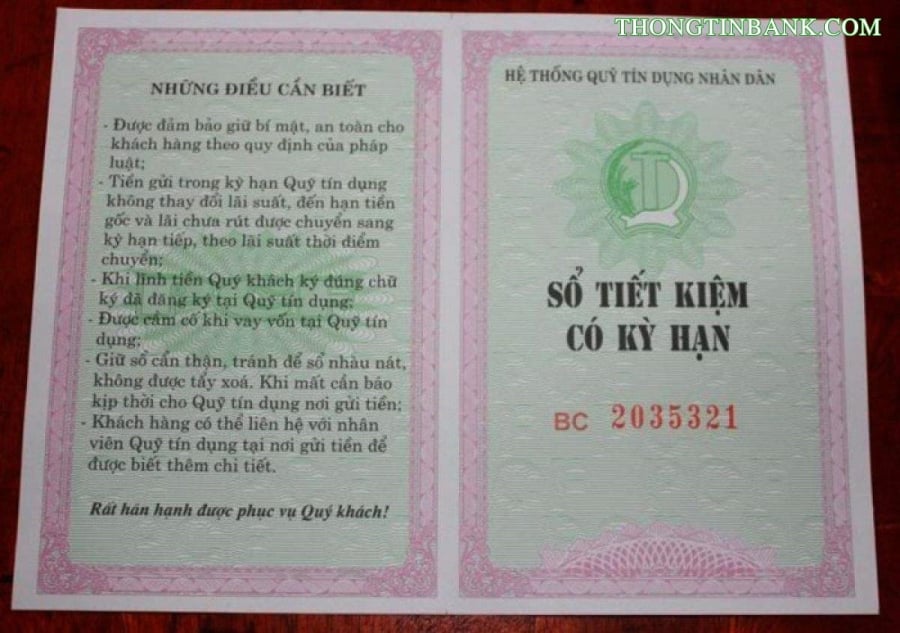 THONGTINBANK.COM
NHỮNG ĐIỀU CẦN BIẾT
- Được đảm bảo giữ bí mật, an toàn cho
khách hàng theo quy định của pháp
luật;
- Tiền gửi trong kỳ hạn Quỹ tín dụng
không thay đổi lãi suất, đến hạn tiền
gốc và lãi chưa rút được chuyển sang
kỳ hạn tiếp, theo lãi suất thời điểm
chuyển;
- Khi lĩnh tiền Quý khách ký đúng chữ
ký đã đăng ký tại Quỹ tín dụng;
- Được cầm cố khi vay vốn tại Quỹ tín
dụng;
- Giữ sổ cẩn thận, tránh để sổ nhàu nát,
không được tẩy xoá. Khi mất cần báo
kịp thời cho Quỹ tín dụng nơi gửi tiền;
- Khách hàng có thể liên hệ với nhân
viên Quỹ tín dụng tại nơi gửi tiền để
được biết thêm chi tiết.
Rất hân hạnh được phục vụ Quý khách!
HỆ THỐNG QUỸ TÍN DỤNG NHÂN DÂN
SỔ TIẾT KIỆM
CÓ KỲ HẠN
BC 2035321